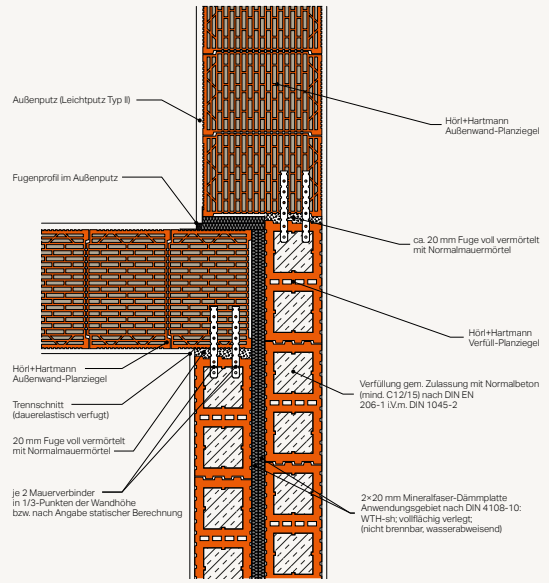 Außenputz (Leichtputz Typ II)
Fugenprofil im Außenputz
Hörl+Hartmann
Außenwand-Planziegel
Trennschnitt
(dauerelastisch verfugt)
20 mm Fuge voll vermörtelt
mit Normalmauermörtel
je 2 Mauerverbinder
in 1/3-Punkten der Wandhöhe
bzw. nach Angabe statischer Berechnung
Hörl+Hartmann
Außenwand-Planziegel
ca. 20 mm Fuge voll vermörtelt
mit Normalmauermörtel
Hörl+Hartmann
Verfüll-Planziegel
Verfüllung gem. Zulassung mit Normalbeton
(mind. C12/15) nach DIN EN
206-1 i.V.m. DIN 1045-2
2×20 mm Mineralfaser-Dämmplatte
Anwendungsgebiet nach DIN 4108-10:
WTH-sh; vollflächig verlegt;
(nicht brennbar, wasserabweisend)